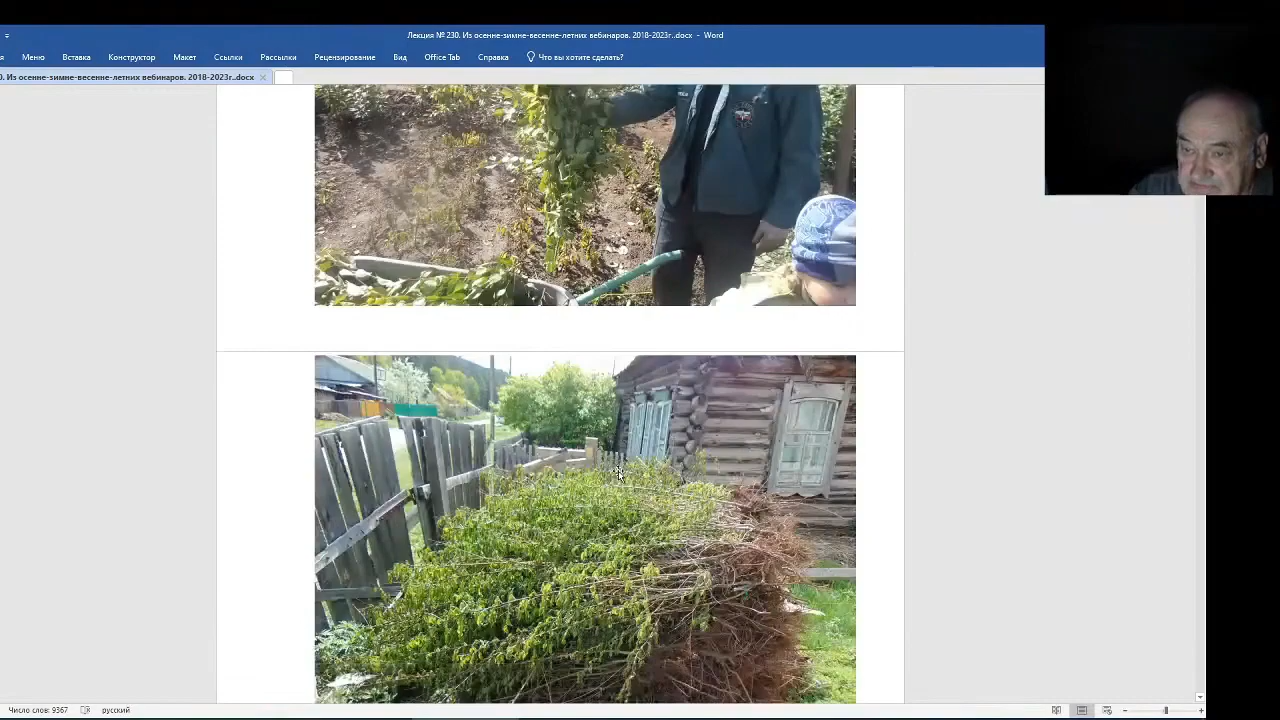 Лекция № 230. Из осенне-зимне-весенне-летних вебинаров. 2018-2023г..docx - Word
Меню Вставка Конструктор Макет Ссылки Рассылки Рецензирование Вид Office Tab Справка Что вы хотите сделать?
0. Из осенне-зимне-весенне-летних вебинаров. 2018-2023г..docx
Число слов: 9367 русский